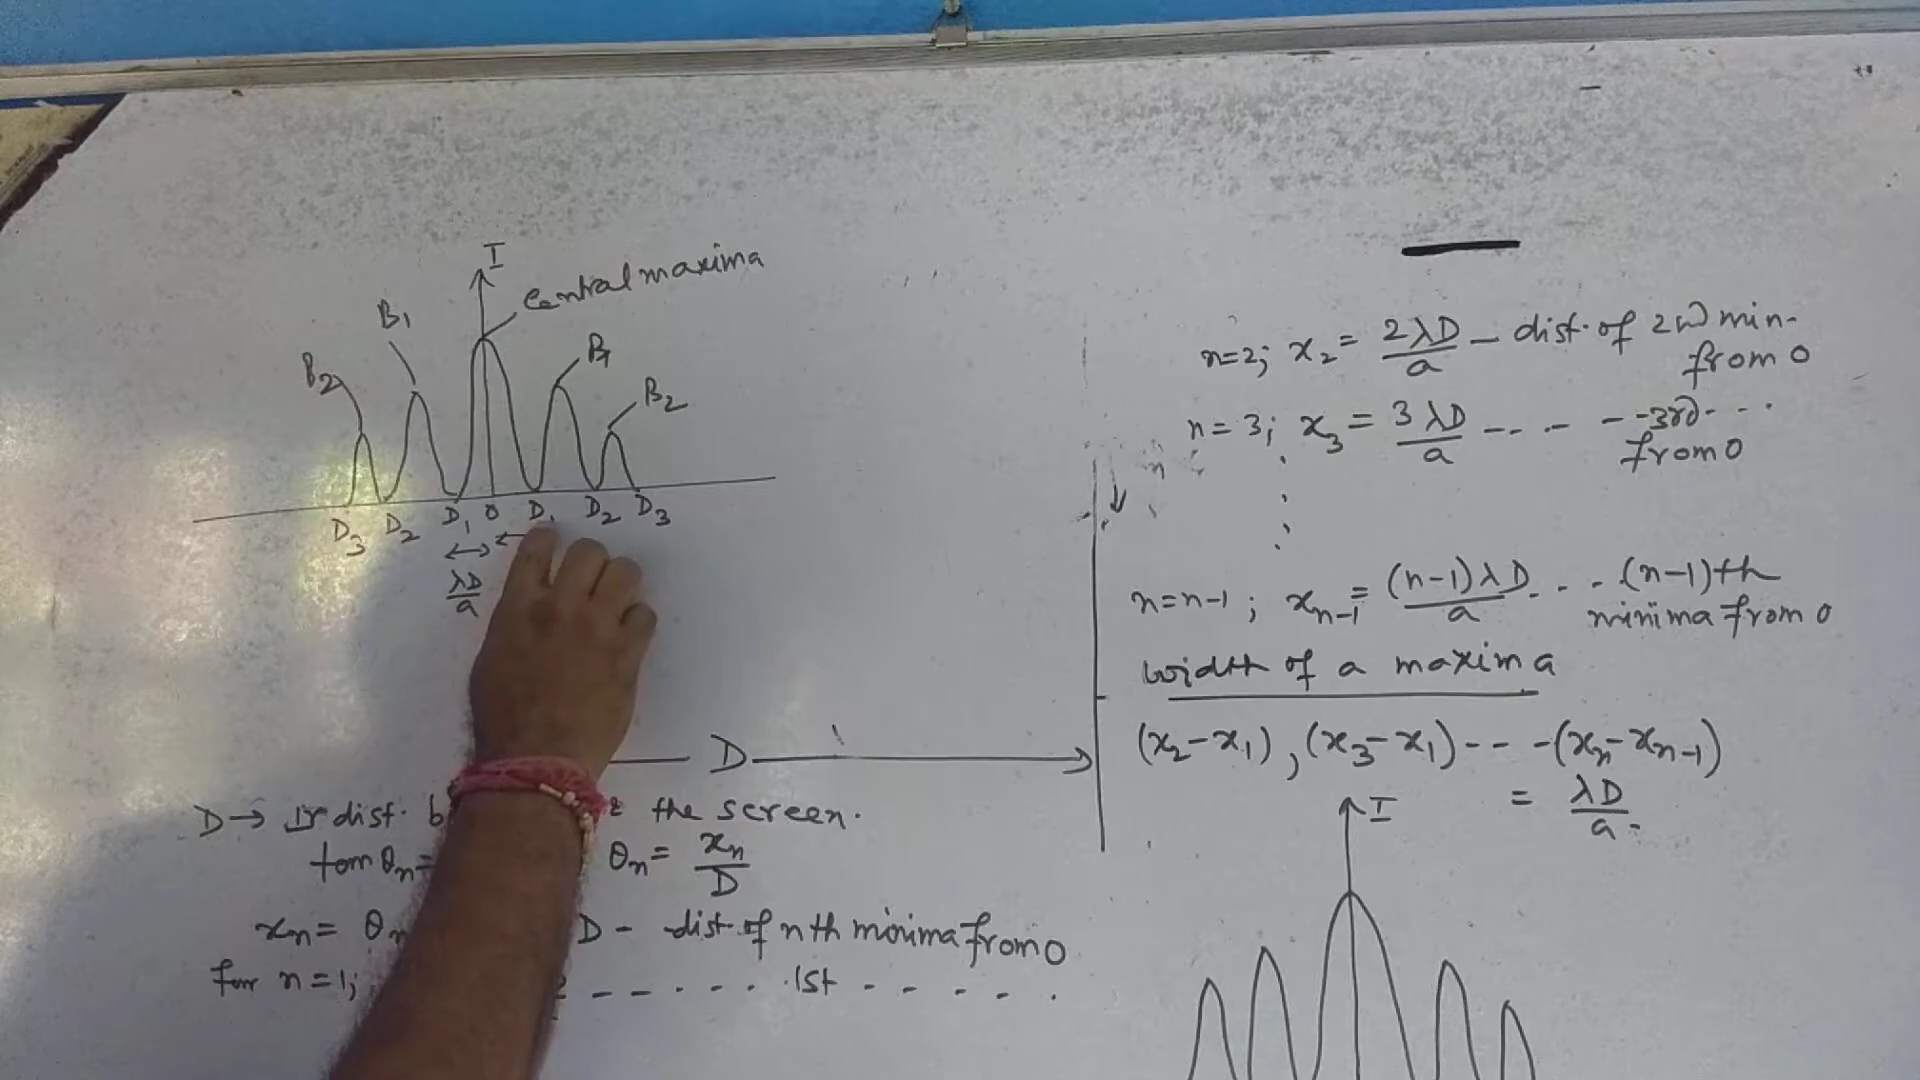 I
Central maxima
B₁
B₂
B₁
B₂
D₃ D₂ D₁ O D₁ D₂ D₃
λD/a
D
D → ⊥r dist. b the screen.
tan θn = θn = xn/D
xn = θn D - dist. of nth minima from O
for n=1; - - - - - - 1st - - - - -
n=2; x₂ = 2λD/a - dist. of 2nd min-
from O
n=3; x₃ = 3λD/a - - - - - 3rd - - -
from O
n=n-1; xn-1 = (n-1)λD/a - - - (n-1)th
minima from O
width of a maxima
(x₂-x₁), (x₃-x₁) - - - (xn-xn-1)
= λD/a.
I